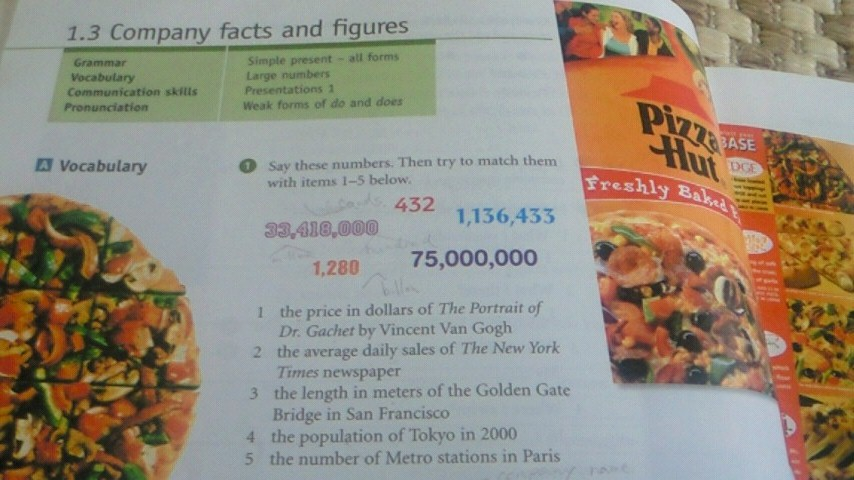 1.3 Company facts and figures
Grammar
Simple present – all forms
Vocabulary
Large numbers
Communication skills
Presentations 1
Pronunciation
Weak forms of do and does
A Vocabulary
1 Say these numbers. Then try to match them
with items 1–5 below.
432
1,136,433
33,418,000
1,280
75,000,000
1 the price in dollars of The Portrait of
Dr. Gachet by Vincent Van Gogh
2 the average daily sales of The New York
Times newspaper
3 the length in meters of the Golden Gate
Bridge in San Francisco
4 the population of Tokyo in 2000
5 the number of Metro stations in Paris
company name
Pizza
Hut
Freshly Baked
BASE